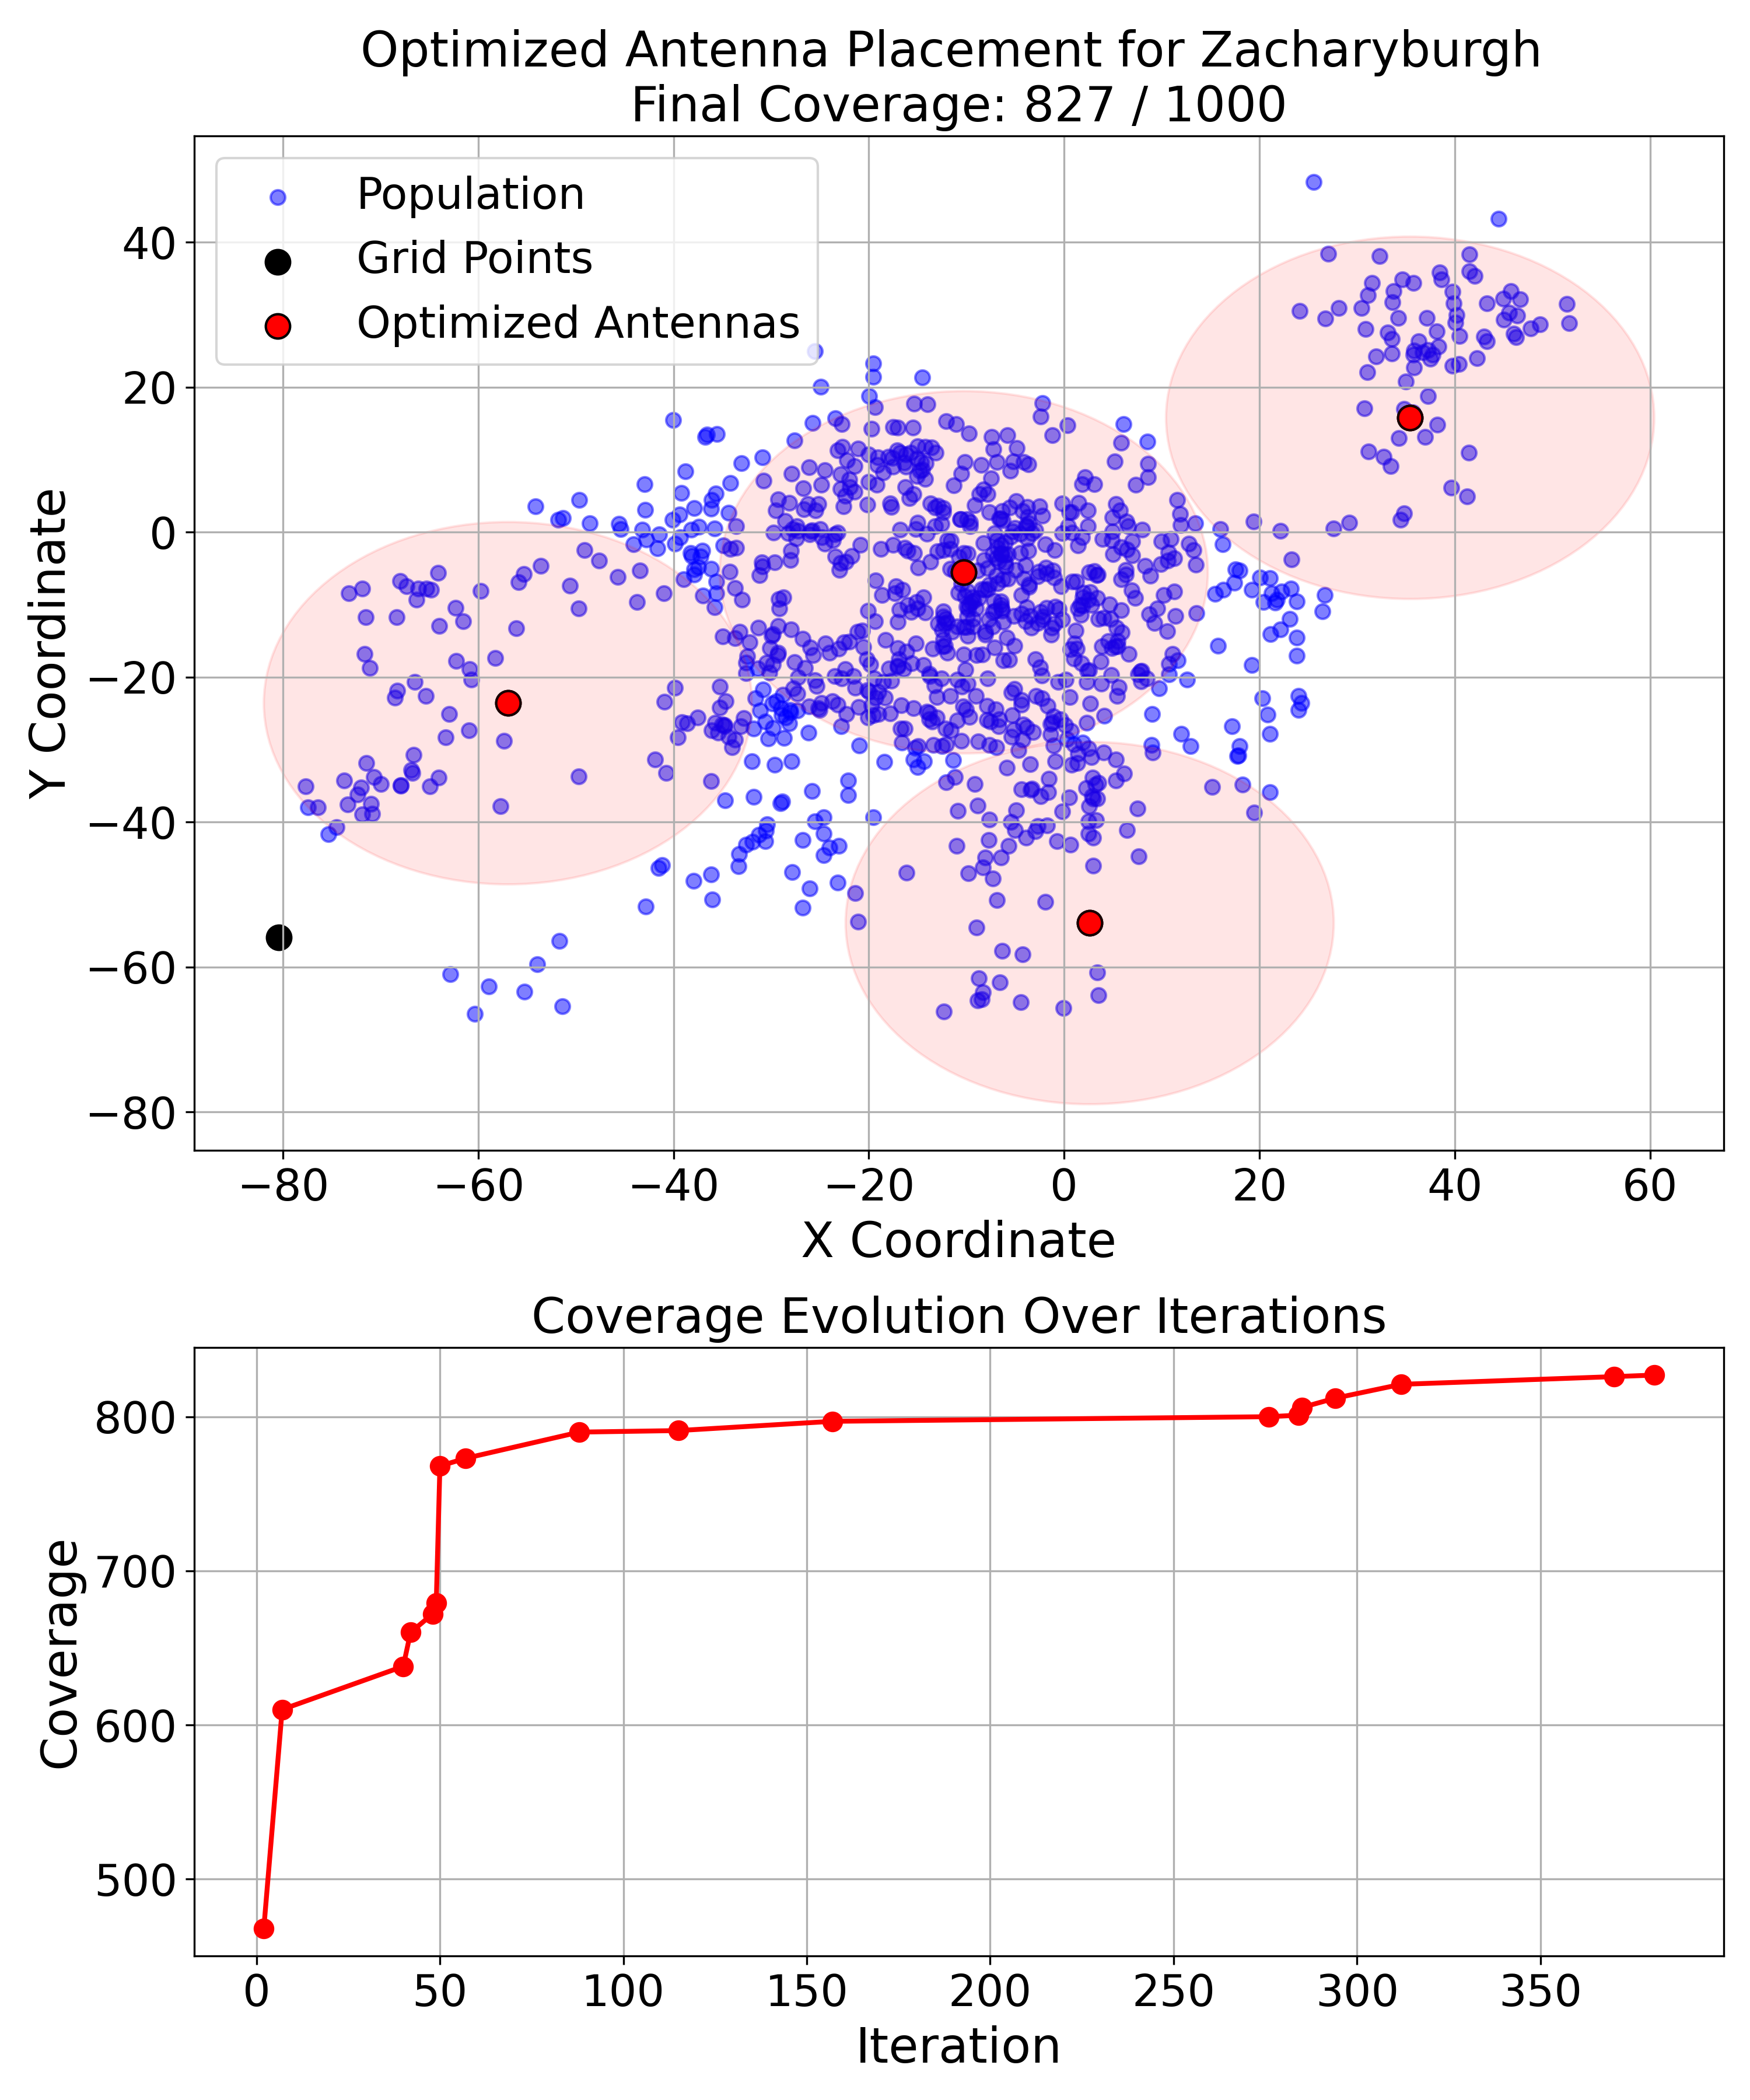 Optimized Antenna Placement for Zacharyburgh
Final Coverage: 827 / 1000
Population
Grid Points
Optimized Antennas
Y Coordinate
40
20
0
−20
−40
−60
−80
−80 −60 −40 −20 0 20 40 60
X Coordinate
Coverage Evolution Over Iterations
Coverage
800
700
600
500
0 50 100 150 200 250 300 350
Iteration